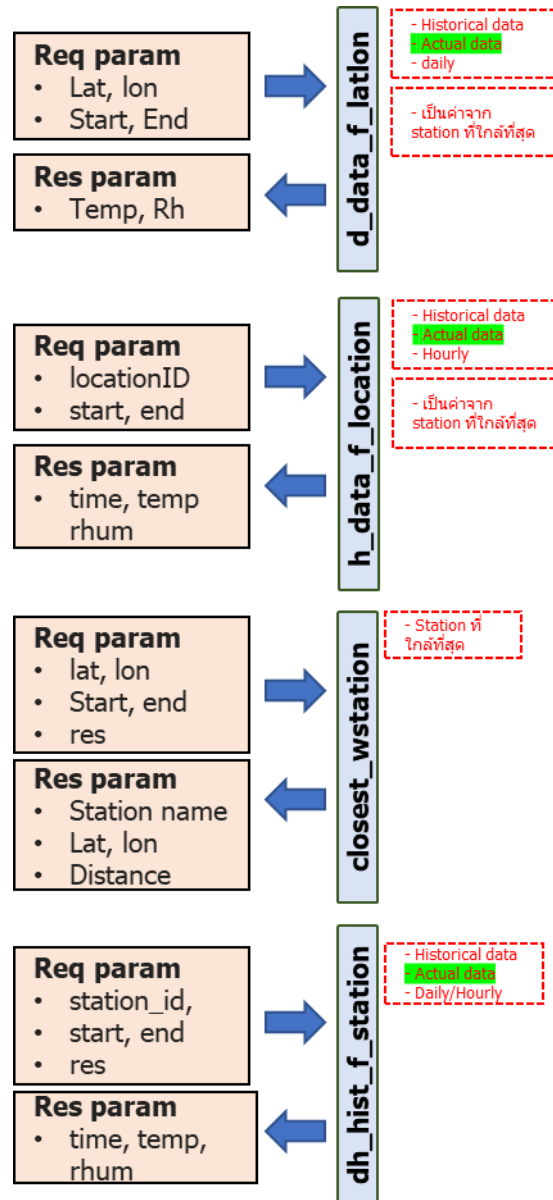 Req param
• Lat, lon
• Start, End
Res param
• Temp, Rh
d_data_f_latlon
- Historical data
- Actual data
- daily
- เป็นค่าจาก
station ที่ใกล้ที่สุด
Req param
• locationID
• start, end
Res param
• time, temp
rhum
h_data_f_location
- Historical data
- Actual data
- Hourly
- เป็นค่าจาก
station ที่ใกล้ที่สุด
Req param
• lat, lon
• Start, end
• res
Res param
• Station name
• Lat, lon
• Distance
closest_wstation
- Station ที่
ใกล้ที่สุด
Req param
• station_id,
• start, end
• res
Res param
• time, temp,
rhum
dh_hist_f_station
- Historical data
- Actual data
- Daily/Hourly